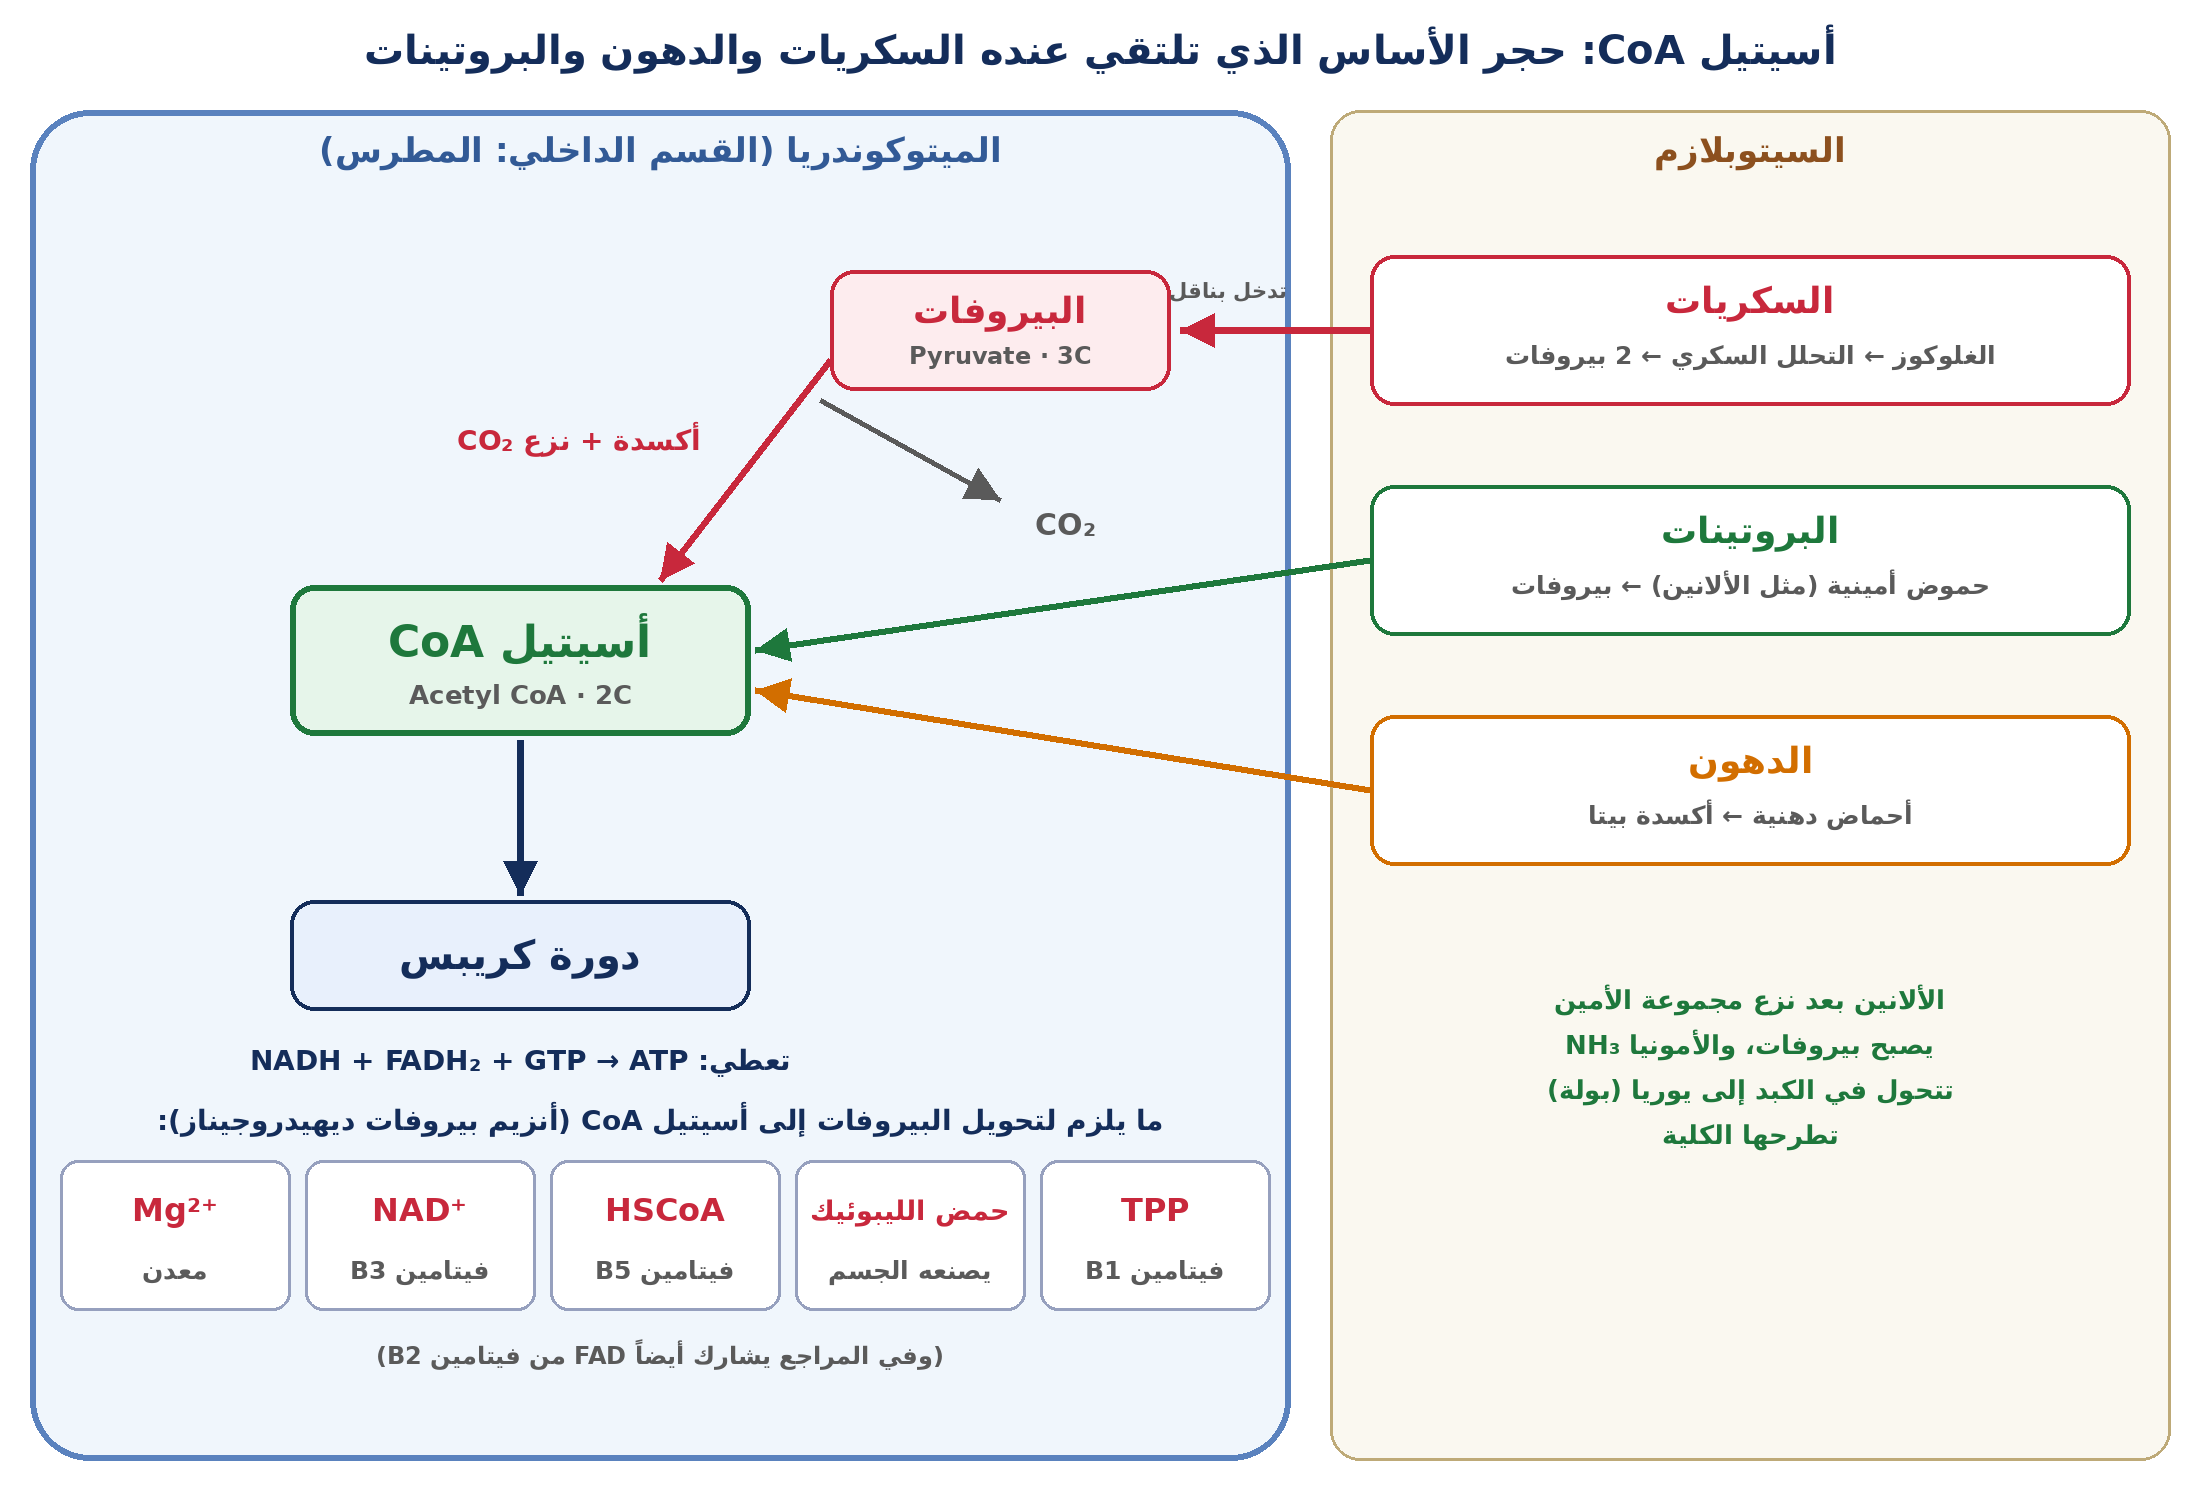 أسيتيل CoA: حجر الأساس الذي تلتقي عنده السكريات والدهون والبروتينات
السيتوبلازم
السكريات
الغلوكوز ← التحلل السكري ← 2 بيروفات
البروتينات
حموض أمينية (مثل الألانين) ← بيروفات
الدهون
أحماض دهنية ← أكسدة بيتا
الألانين بعد نزع مجموعة الأمين
يصبح بيروفات، والأمونيا NH₃
تتحول في الكبد إلى يوريا (بولة)
تطرحها الكلية
الميتوكوندريا (القسم الداخلي: المطرس)
تدخل بناقل
البيروفات
Pyruvate · 3C
أكسدة + نزع CO₂
CO₂
أسيتيل CoA
Acetyl CoA · 2C
دورة كريبس
تعطي: NADH + FADH₂ + GTP → ATP
ما يلزم لتحويل البيروفات إلى أسيتيل CoA (أنزيم بيروفات ديهيدروجيناز):
TPP
فيتامين B1
حمض الليبوئيك
يصنعه الجسم
HSCoA
فيتامين B5
NAD⁺
فيتامين B3
Mg²⁺
معدن
(وفي المراجع يشارك أيضاً FAD من فيتامين B2)